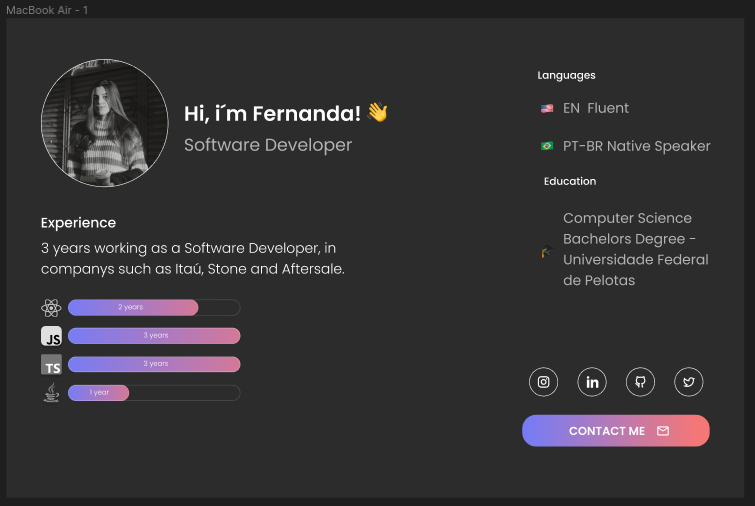 MacBook Air - 1
Hi, i´m Fernanda! 👋
Software Developer
Experience
3 years working as a Software Developer, in
companys such as Itaú, Stone and Aftersale.
2 years
JS
3 years
TS
3 years
1 year
Languages
EN Fluent
PT-BR Native Speaker
Education
Computer Science
Bachelors Degree -
Universidade Federal
de Pelotas
in
CONTACT ME